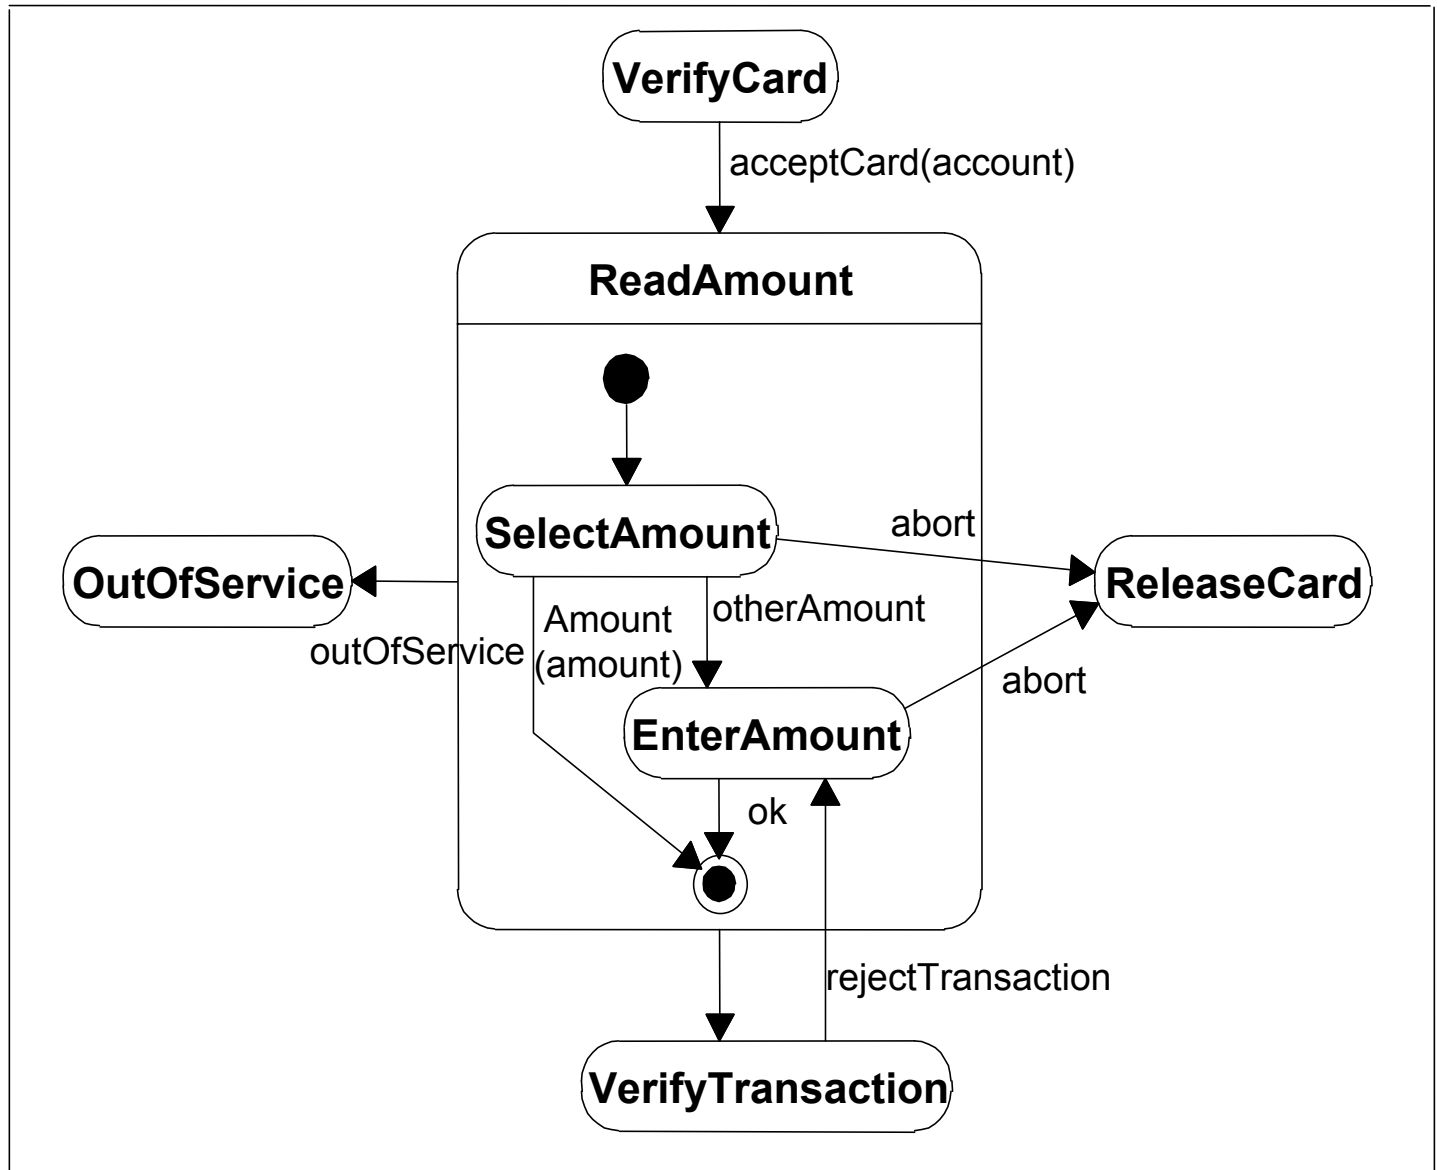 VerifyCard
acceptCard(account)
ReadAmount
SelectAmount
abort
OutOfService
ReleaseCard
Amount
(amount)
otherAmount
outOfService
abort
EnterAmount
ok
rejectTransaction
VerifyTransaction